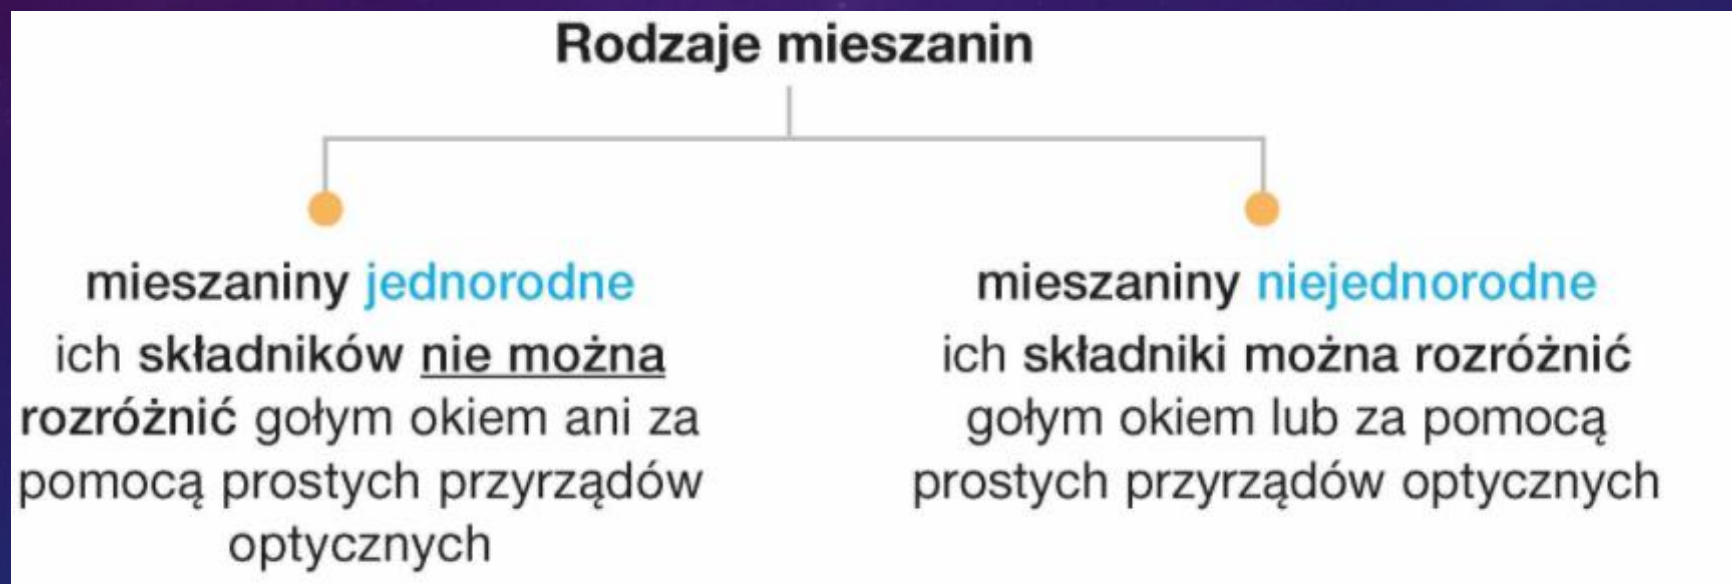 Rodzaje mieszanin
mieszaniny jednorodne
ich składników nie można
rozróżnić gołym okiem ani za
pomocą prostych przyrządów
optycznych
mieszaniny niejednorodne
ich składniki można rozróżnić
gołym okiem lub za pomocą
prostych przyrządów optycznych